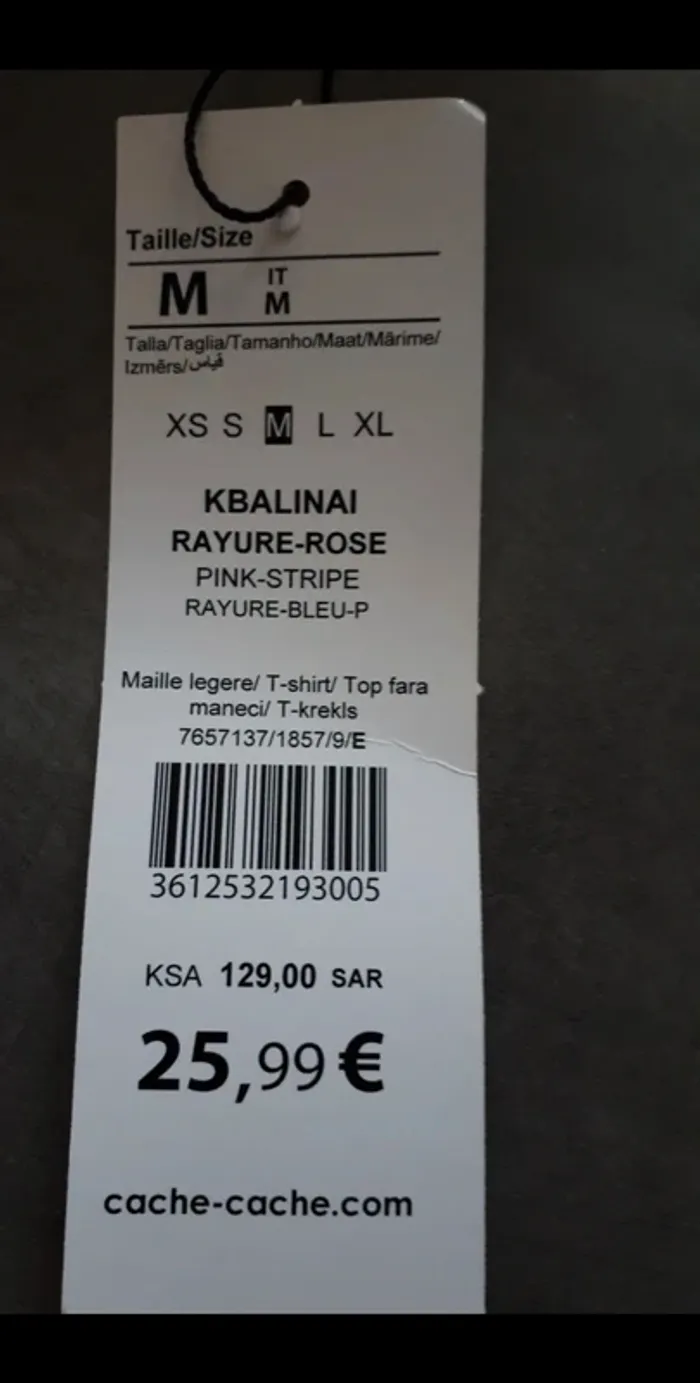 Taille/Size
M IT
M
Talla/Taglia/Tamanho/Maat/Mărime/
Izmērs/قياس
XS S M L XL
KBALINAI
RAYURE-ROSE
PINK-STRIPE
RAYURE-BLEU-P
Maille legere/ T-shirt/ Top fara
maneci/ T-krekls
7657137/1857/9/E
3612532193005
KSA 129,00 SAR
25,99 €
cache-cache.com